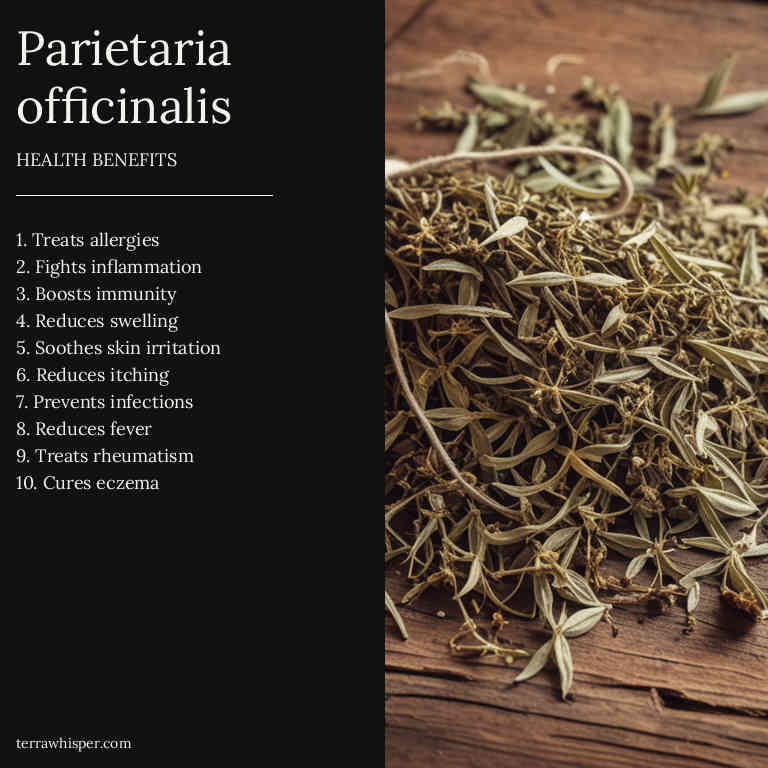 Parietaria
officinalis
HEALTH BENEFITS
1. Treats allergies
2. Fights inflammation
3. Boosts immunity
4. Reduces swelling
5. Soothes skin irritation
6. Reduces itching
7. Prevents infections
8. Reduces fever
9. Treats rheumatism
10. Cures eczema
terrawhisper.com